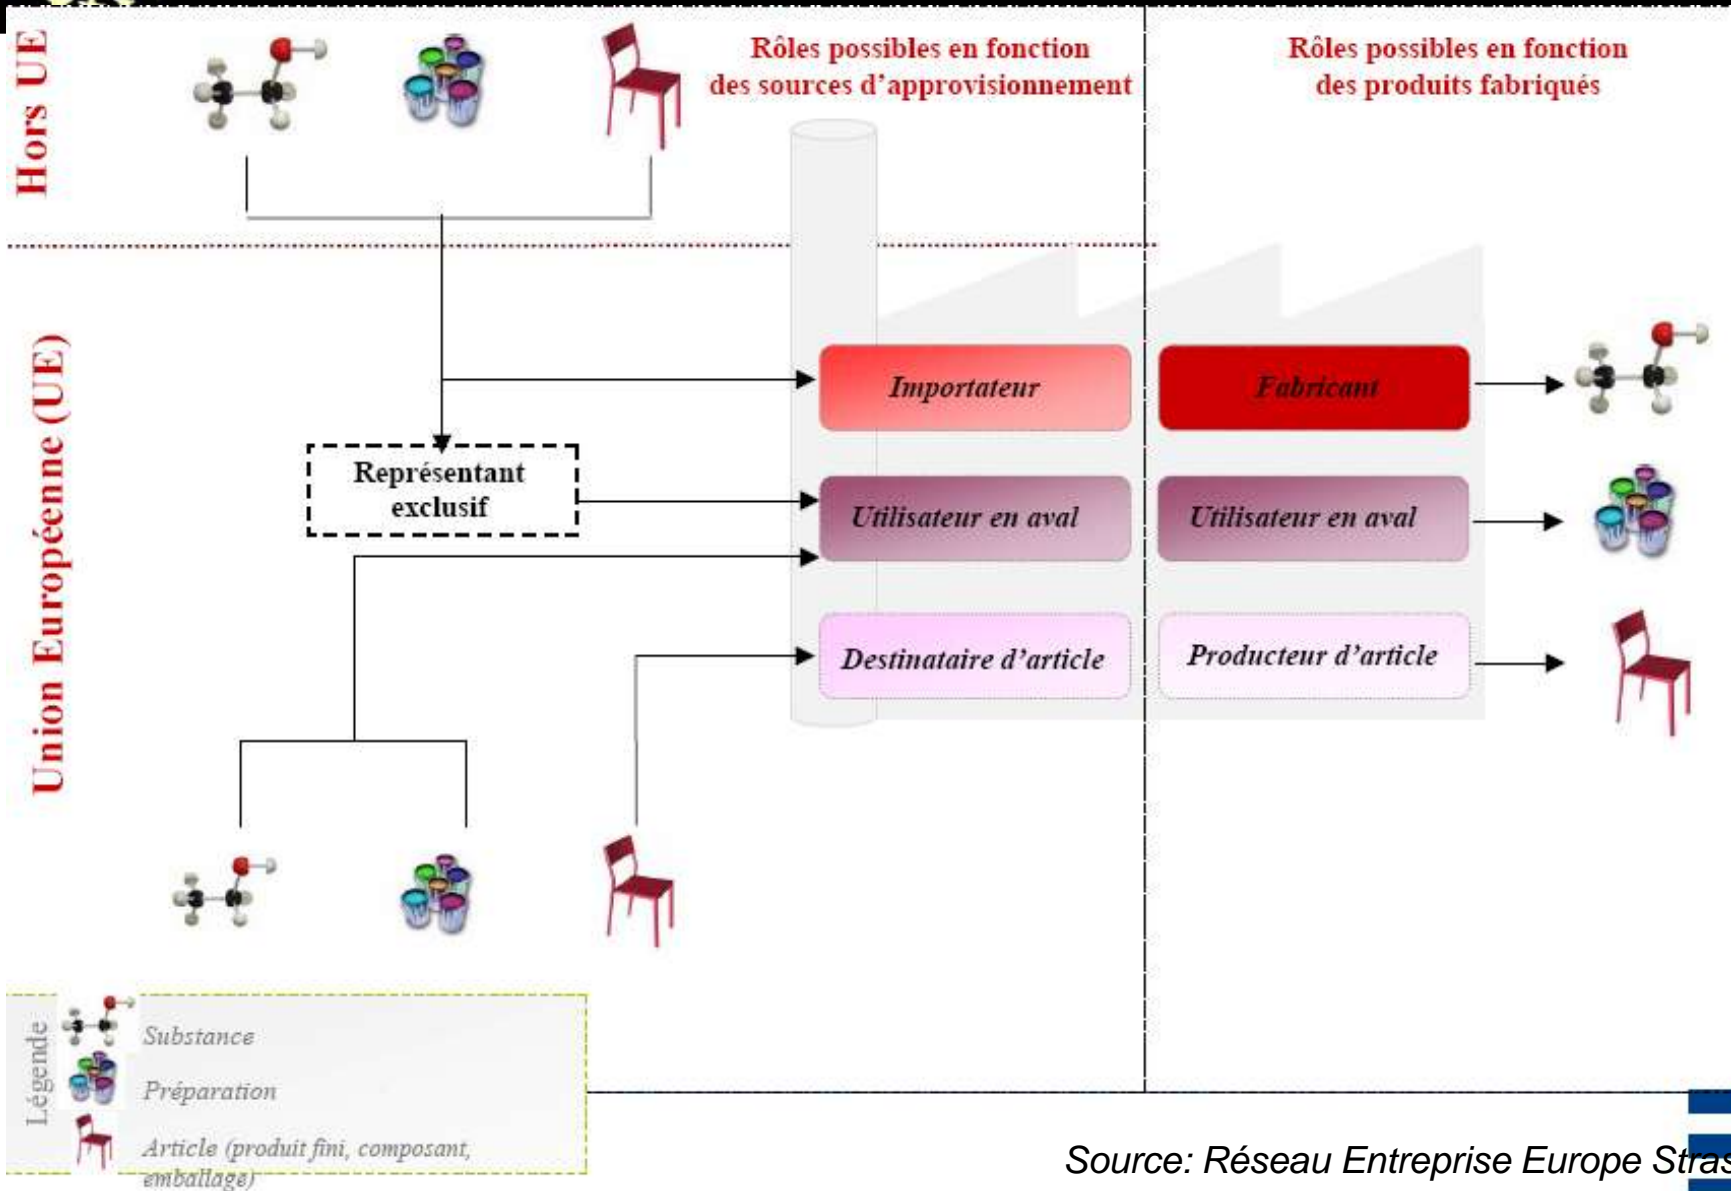 Hors UE
Rôles possibles en fonction
des sources d'approvisionnement
Rôles possibles en fonction
des produits fabriqués
Union Européenne (UE)
Importateur
Fabricant
Représentant
exclusif
Utilisateur en aval
Utilisateur en aval
Destinataire d'article
Producteur d'article
Légende
Substance
Préparation
Article (produit fini, composant,
emballage)
Source: Réseau Entreprise Europe Stras